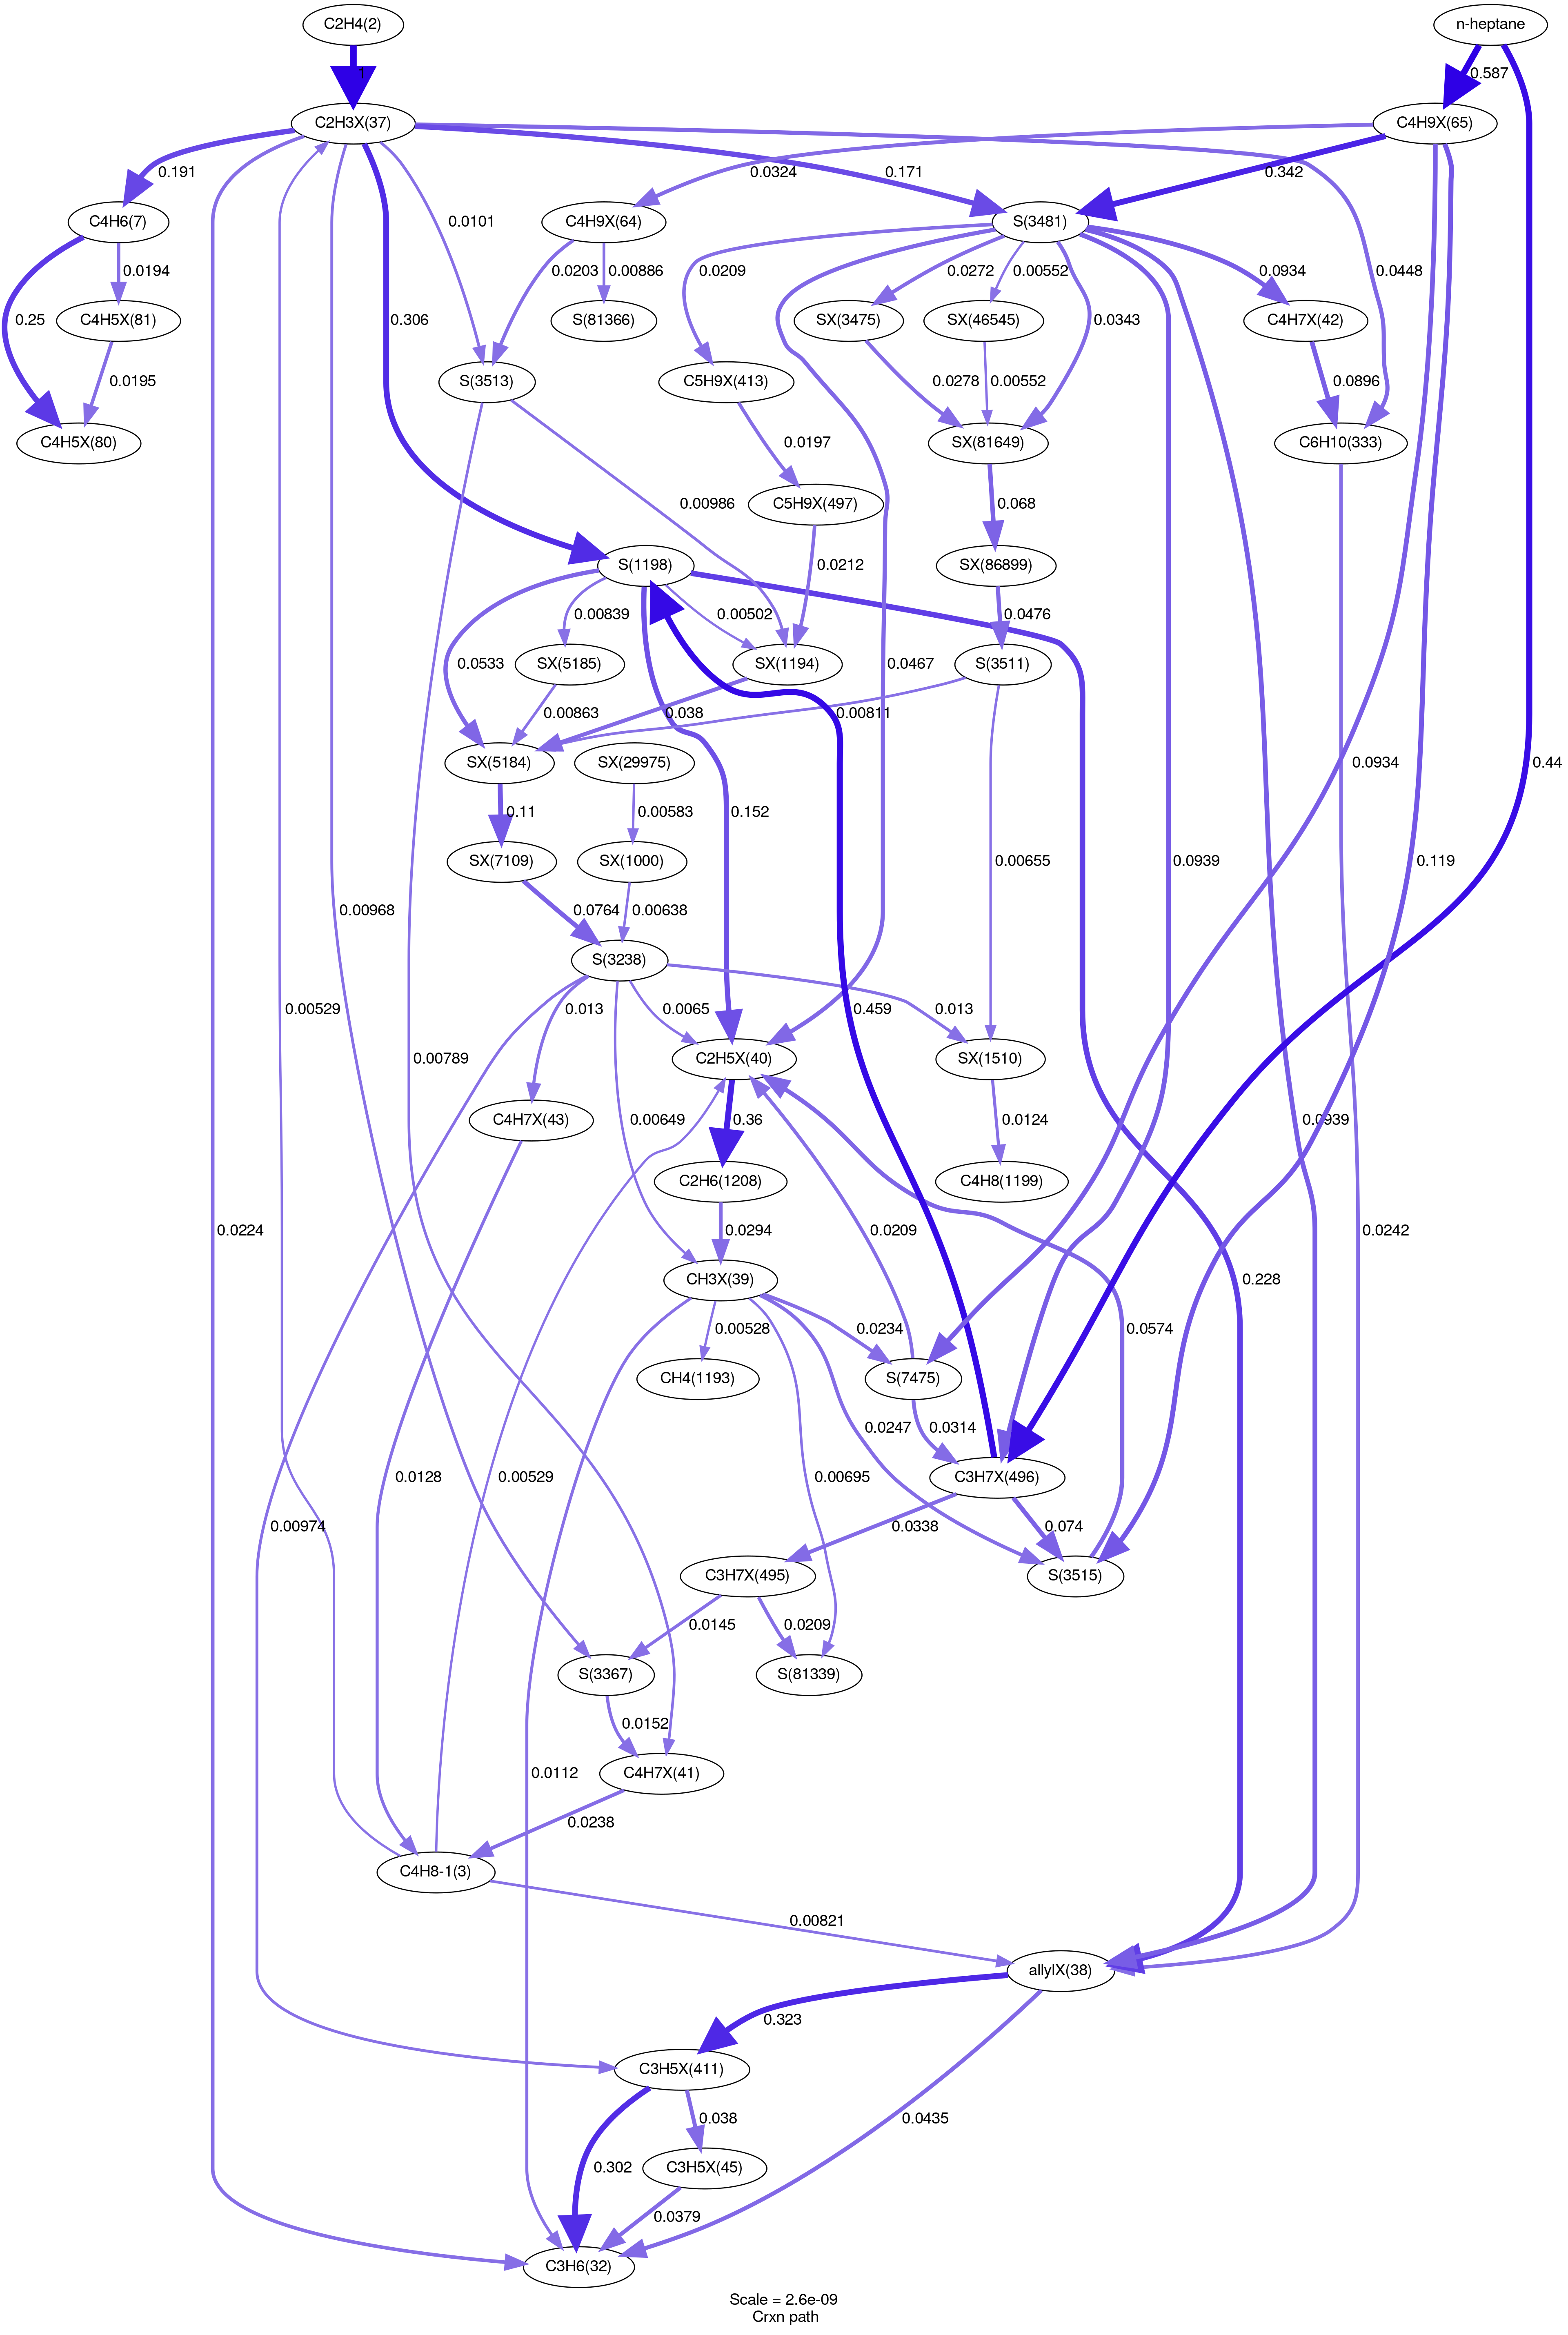 C2H4(2)
n-heptane
1
0.587
C2H3X(37)
C4H9X(65)
0.191
0.0324
0.171
0.342
C4H6(7)
0.0101
C4H9X(64)
S(3481)
0.0194
0.0203
0.00886
0.0209
0.0272
0.00552
0.0934
0.0448
0.25
C4H5X(81)
S(81366)
SX(3475)
SX(46545)
0.0343
C4H7X(42)
0.306
S(3513)
C5H9X(413)
0.0278
0.00552
0.0896
0.0195
C4H5X(80)
0.0197
SX(81649)
C6H10(333)
0.00986
C5H9X(497)
0.068
S(1198)
0.0212
SX(86899)
0.00839
0.00502
0.0476
0.0533
SX(5185)
SX(1194)
0.0467
S(3511)
0.00863
0.038
0.00811
SX(5184)
SX(29975)
0.0934
0.44
0.11
0.00583
0.152
SX(7109)
SX(1000)
0.00655
0.0939
0.119
0.00968
0.0764
0.00638
S(3238)
0.00529
0.013
0.0065
0.459
0.013
0.00789
C2H5X(40)
SX(1510)
C4H7X(43)
0.00649
0.36
0.0124
0.0939
C2H6(1208)
C4H8(1199)
0.0224
0.0294
0.0209
0.0242
CH3X(39)
0.228
0.00528
0.0234
0.0574
CH4(1193)
S(7475)
0.0247
0.0314
0.0128
0.00529
0.00695
C3H7X(496)
0.00974
0.0338
0.074
C3H7X(495)
S(3515)
0.0145
0.0209
S(3367)
S(81339)
0.0152
0.0112
C4H7X(41)
0.0238
C4H8-1(3)
0.00821
allylX(38)
0.323
C3H5X(411)
0.038
0.0435
0.302
C3H5X(45)
0.0379
C3H6(32)
Scale = 2.6e-09
Crxn path